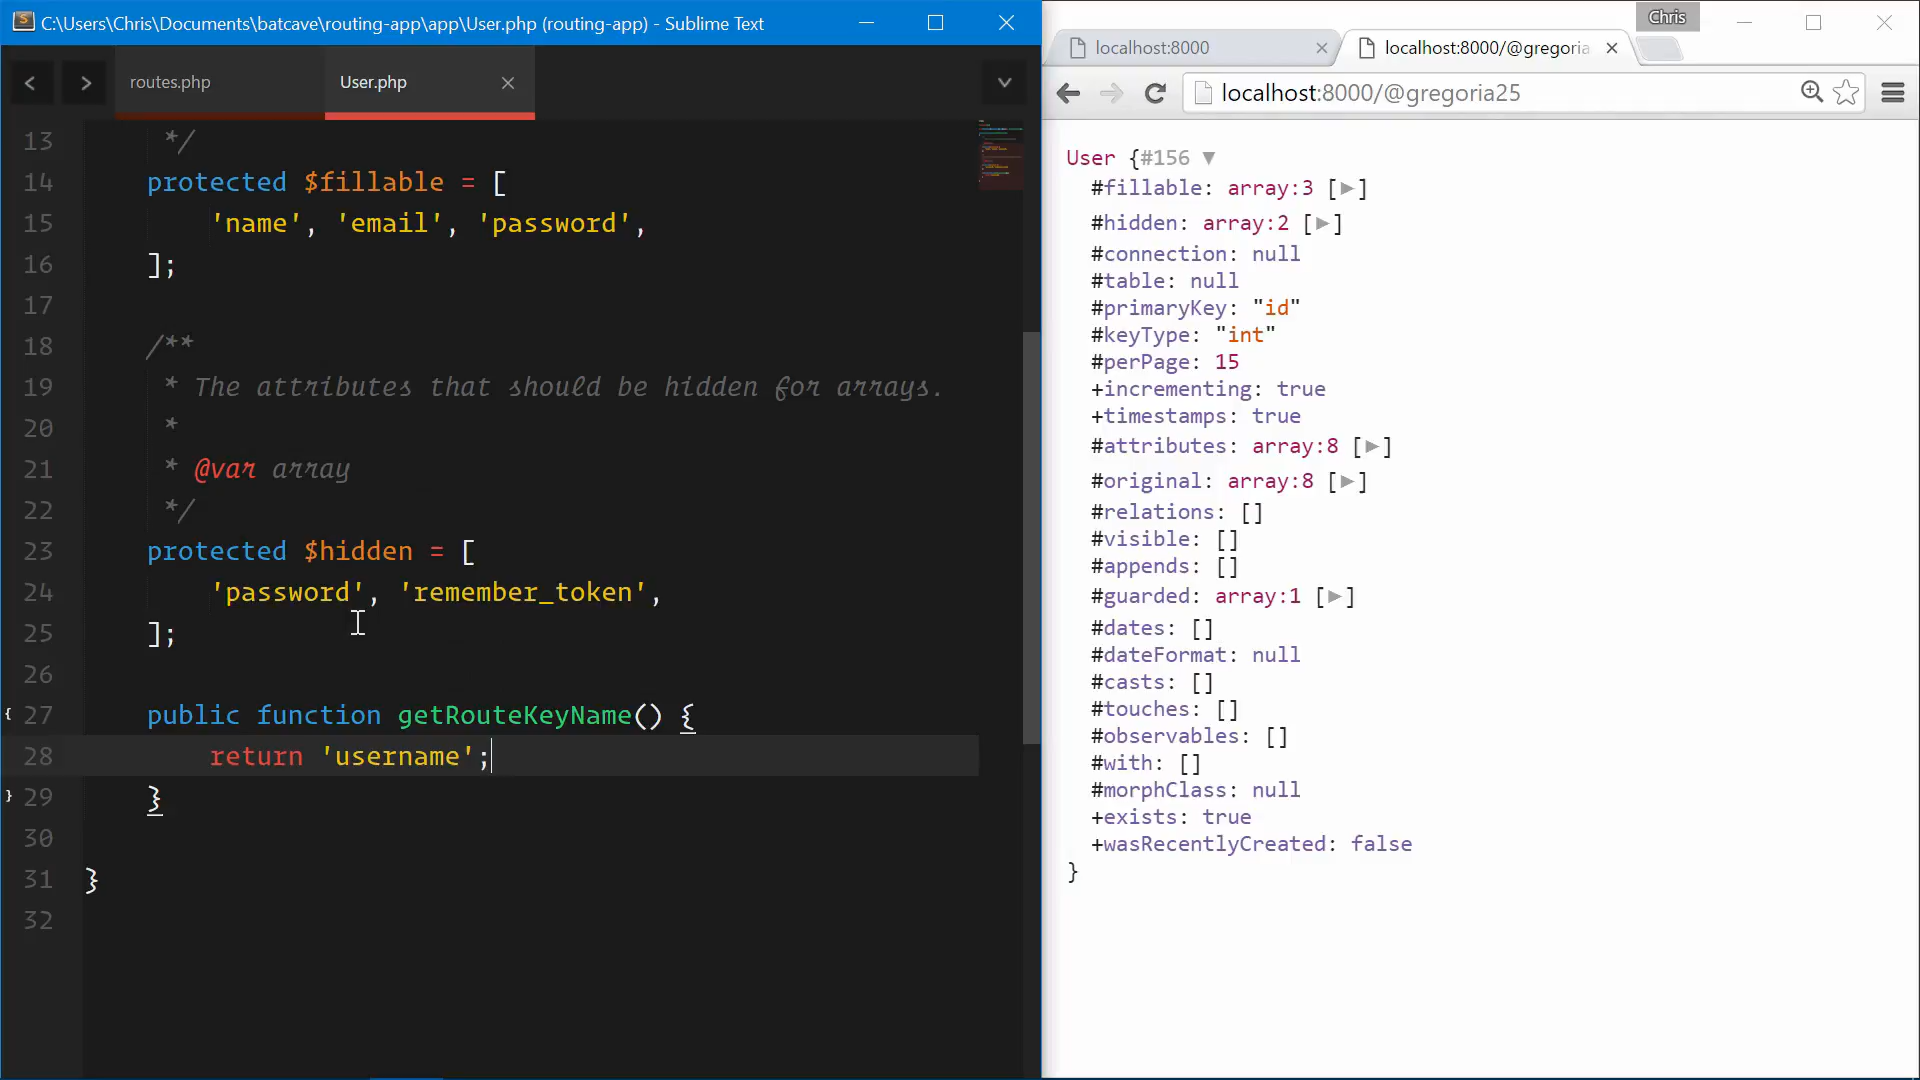 C:\Users\Chris\Documents\batcave\routing-app\app\User.php (routing-app) - Sublime Text
routes.php
User.php
13 */
14 protected $fillable = [
15 'name', 'email', 'password',
16 ];
17
18 /**
19 * The attributes that should be hidden for arrays.
20 *
21 * @var array
22 */
23 protected $hidden = [
24 'password', 'remember_token',
25 ];
26
27 public function getRouteKeyName() {
28 return 'username';
29 }
30
31 }
32
Chris
localhost:8000
localhost:8000/@gregoria
localhost:8000/@gregoria25
User {#156 ▼
#fillable: array:3 [▶]
#hidden: array:2 [▶]
#connection: null
#table: null
#primaryKey: "id"
#keyType: "int"
#perPage: 15
+incrementing: true
+timestamps: true
#attributes: array:8 [▶]
#original: array:8 [▶]
#relations: []
#visible: []
#appends: []
#guarded: array:1 [▶]
#dates: []
#dateFormat: null
#casts: []
#touches: []
#observables: []
#with: []
#morphClass: null
+exists: true
+wasRecentlyCreated: false
}